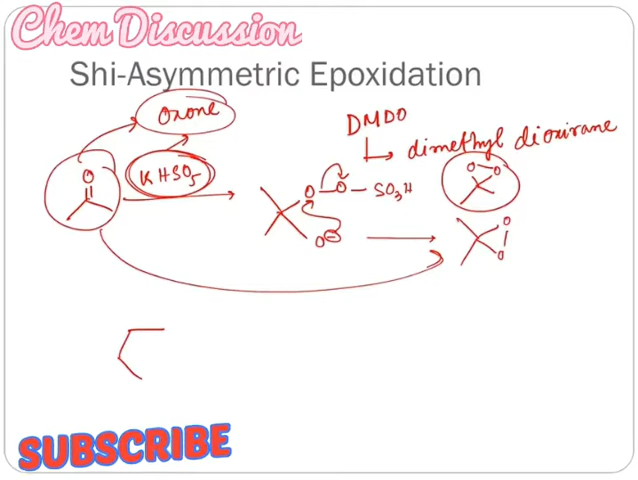 Chem Discussion
Shi-Asymmetric Epoxidation
Oxone
DMDO
dimethyl dioxirane
O
KHSO5
O O - SO3H
O⊖
O-O
O
O
SUBSCRIBE